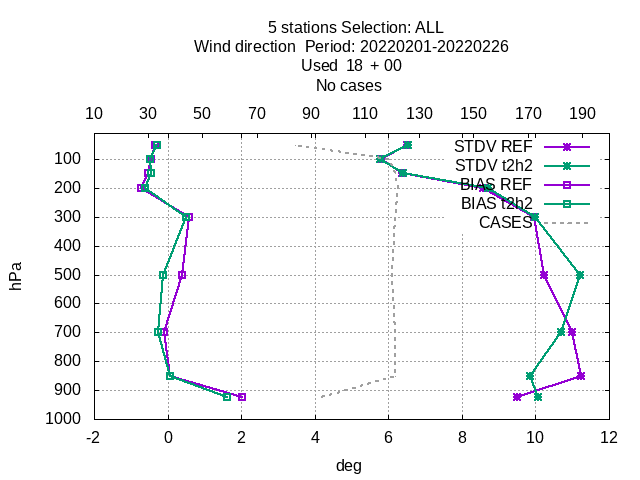 5 stations Selection: ALL
Wind direction  Period: 20220201-20220226
Used  18  + 00
No cases
10 30 50 70 90 110 130 150 170 190
STDV REF
STDV t2h2
BIAS REF
BIAS t2h2
CASES
100
200
300
400
500
600
700
800
900
1000
hPa
-2 0 2 4 6 8 10 12
deg